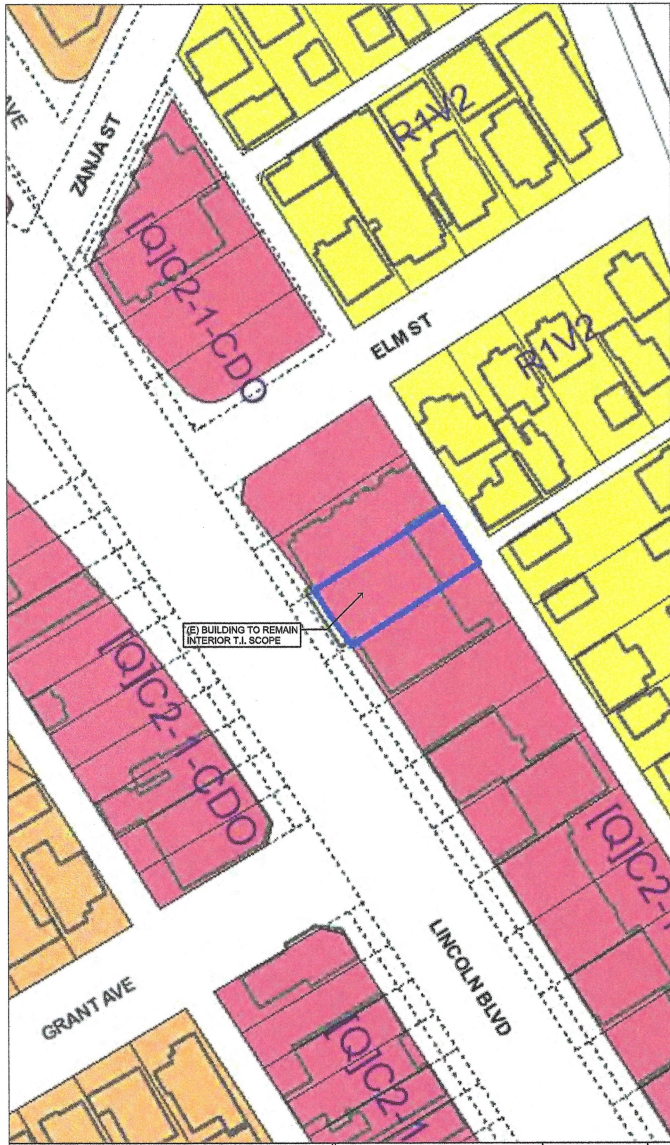 AVE
ZANJA ST
R1V2
[Q]C2-1-CDO
ELM ST
R1V2
(E) BUILDING TO REMAIN
INTERIOR T.I. SCOPE
[Q]C2-1-CDO
[Q]C2-1
LINCOLN BLVD
GRANT AVE
[Q]C2-1